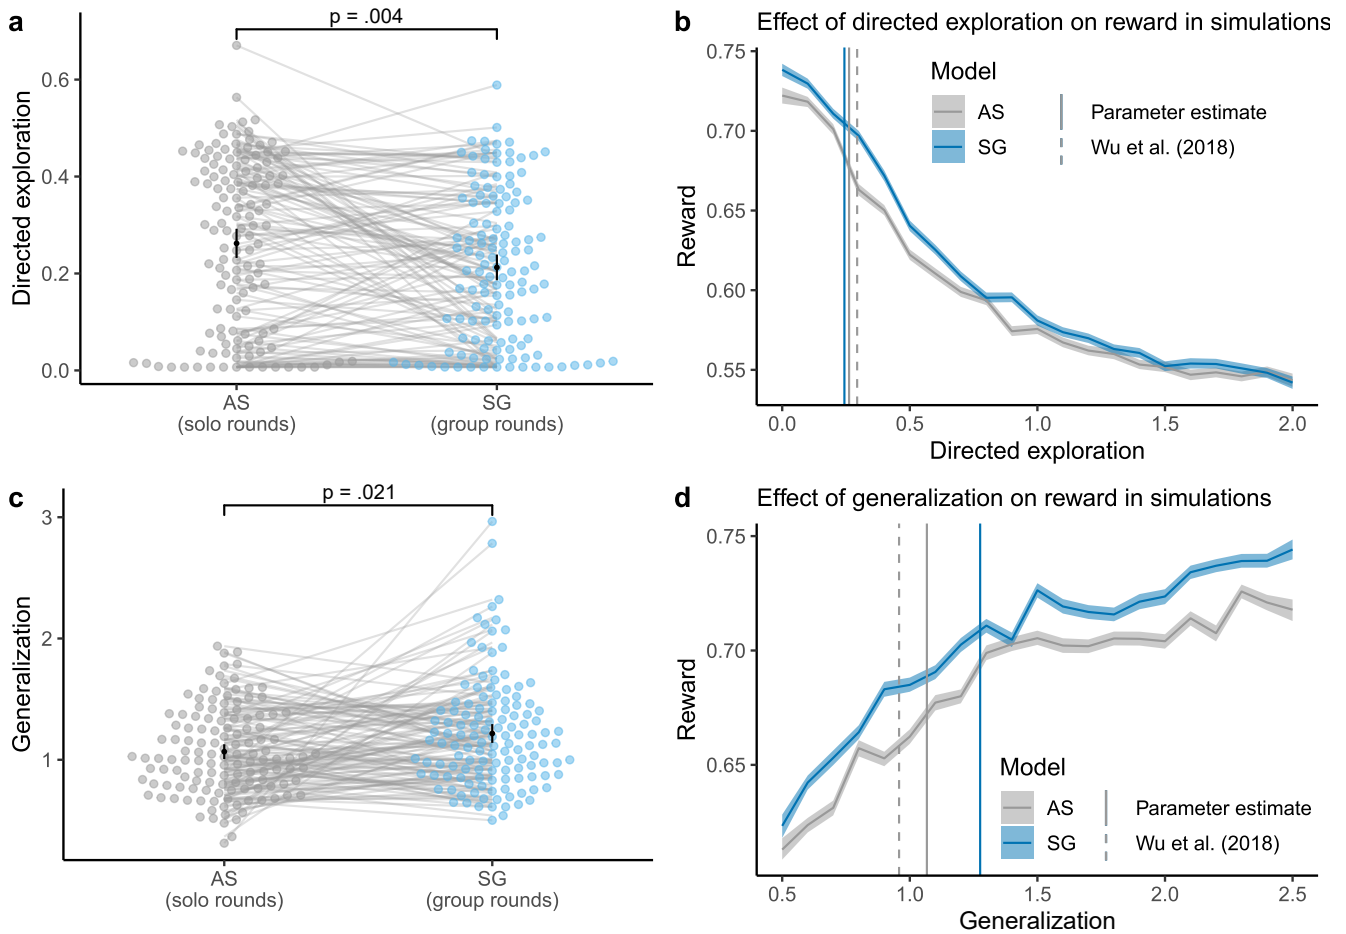 a
p = .004
Directed exploration
0.6
0.4
0.2
0.0
AS
(solo rounds)
SG
(group rounds)
b
Effect of directed exploration on reward in simulations
Reward
0.75
0.70
0.65
0.60
0.55
Model
AS
SG
Parameter estimate
Wu et al. (2018)
0.0
0.5
1.0
1.5
2.0
Directed exploration
c
p = .021
Generalization
3
2
1
AS
(solo rounds)
SG
(group rounds)
d
Effect of generalization on reward in simulations
Reward
0.75
0.70
0.65
Model
AS
SG
Parameter estimate
Wu et al. (2018)
0.5
1.0
1.5
2.0
2.5
Generalization